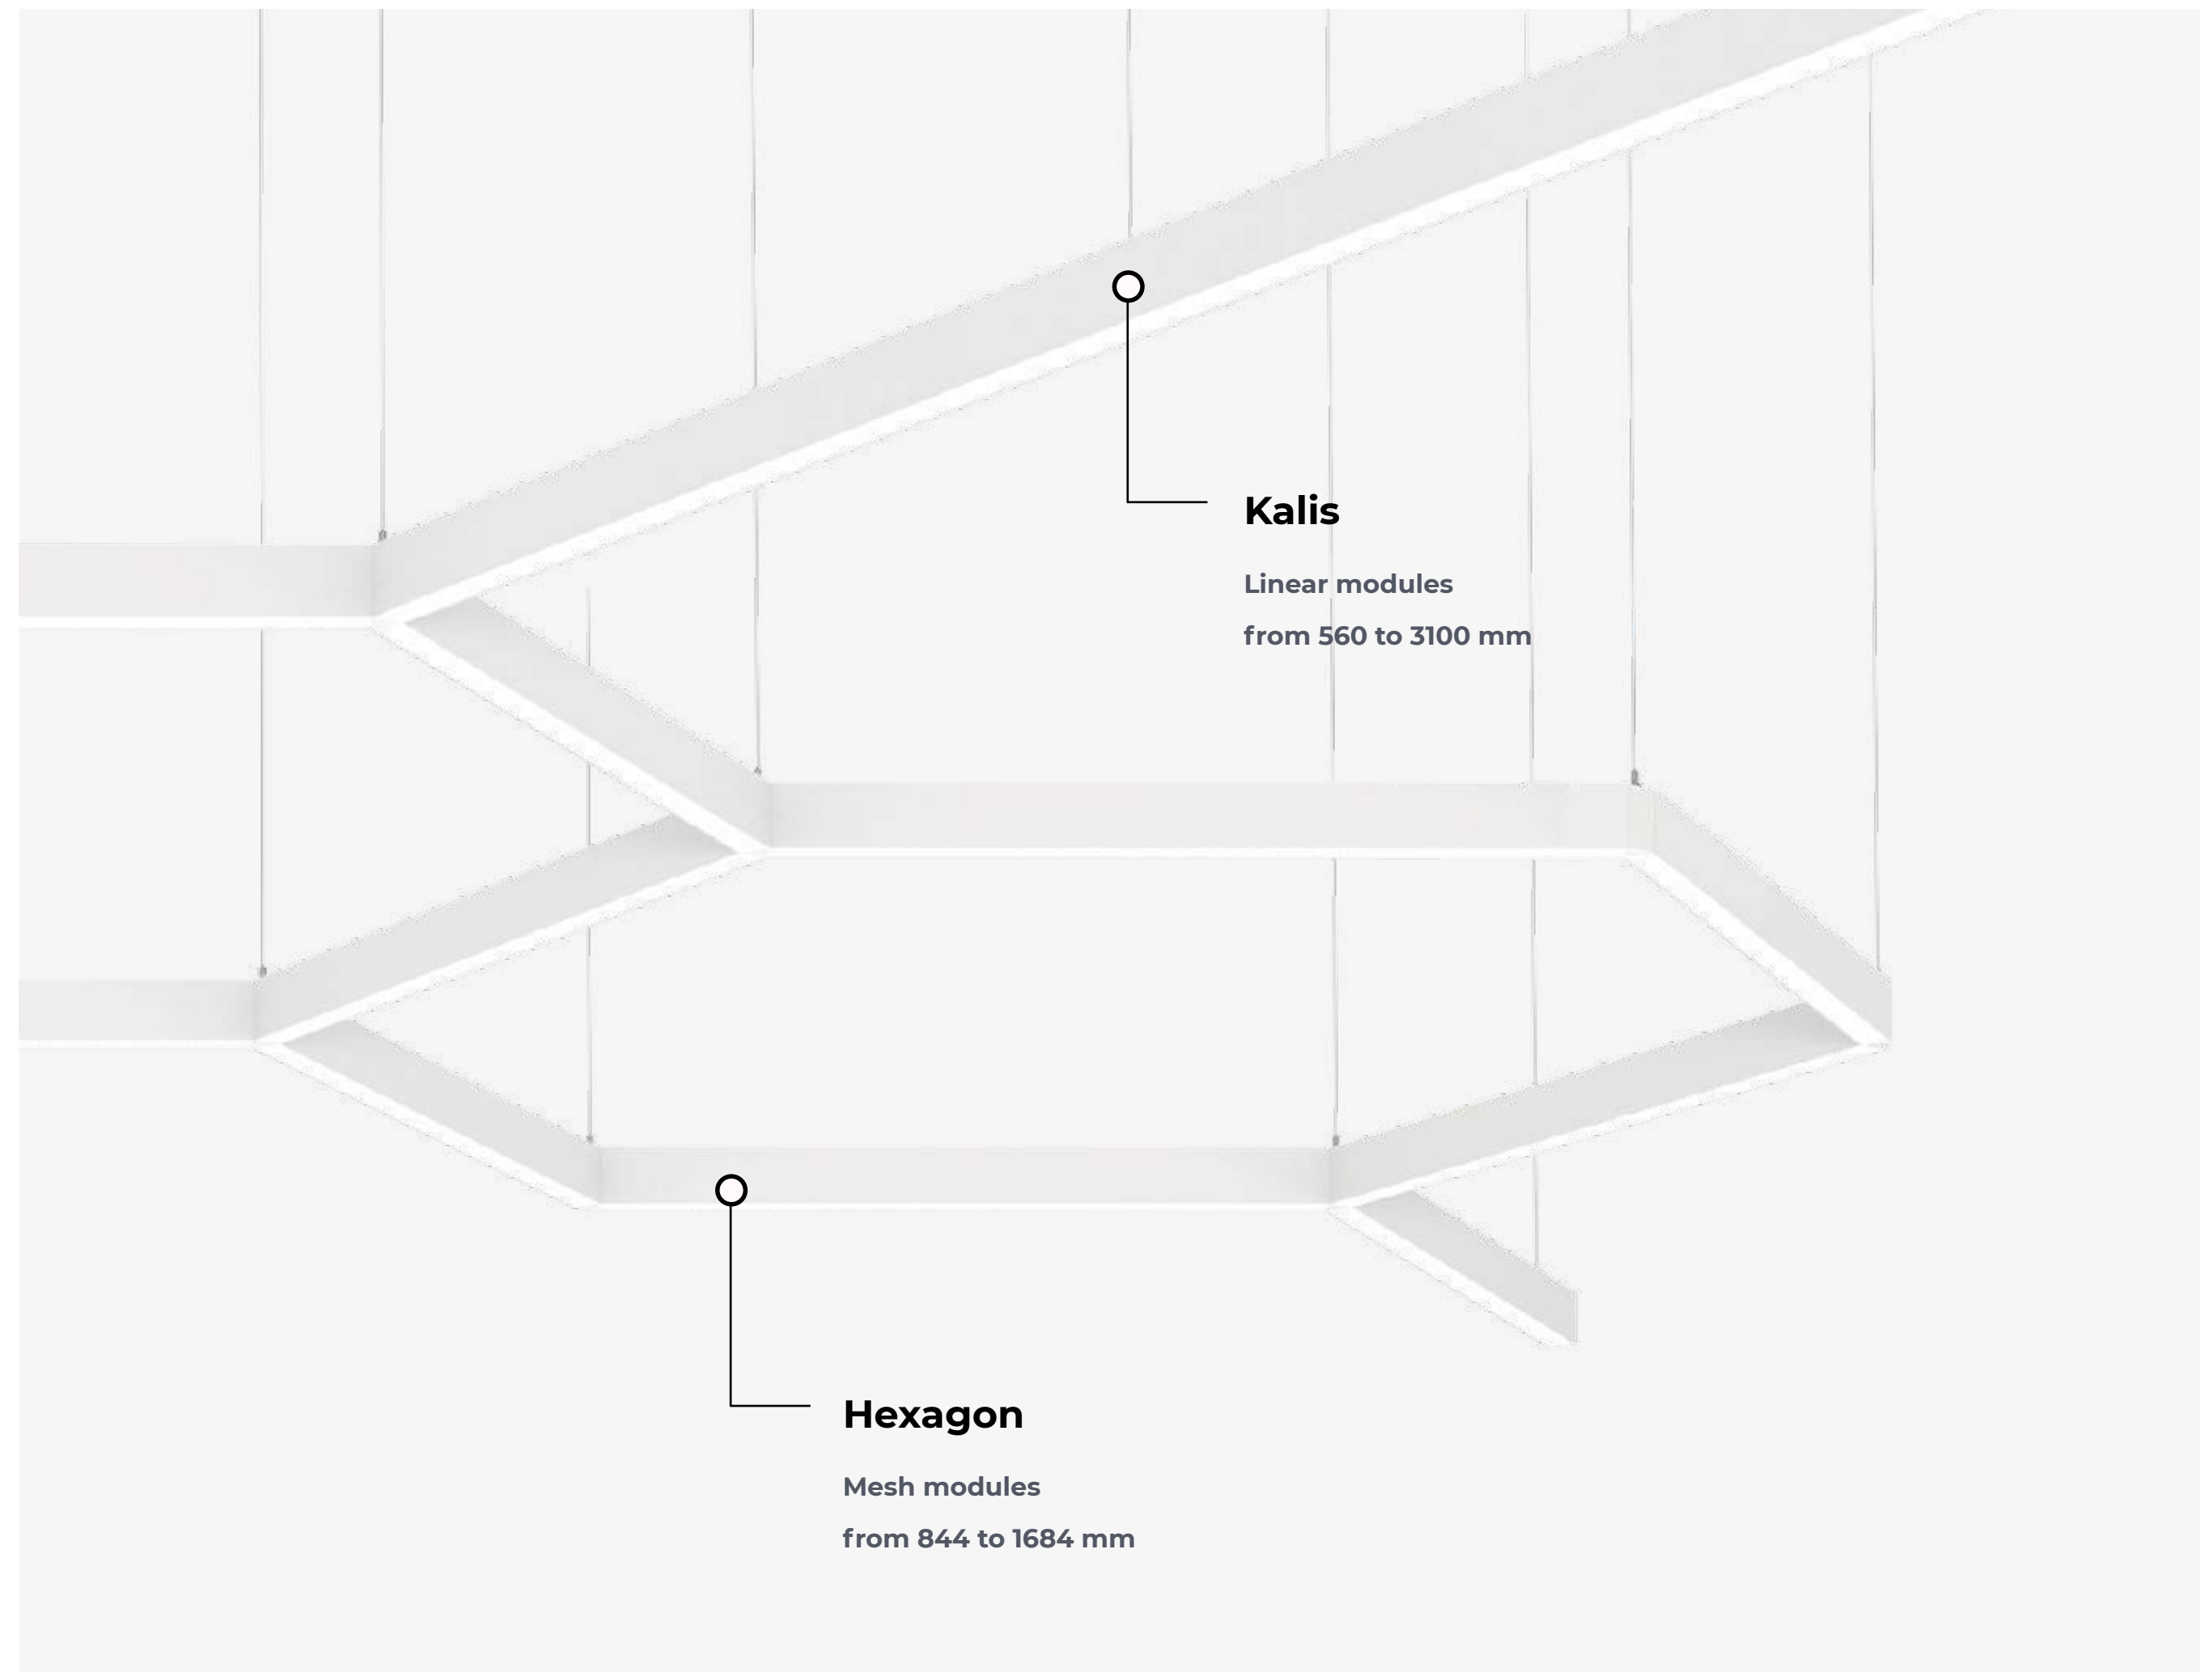 Kalis
Linear modules
from 560 to 3100 mm
Hexagon
Mesh modules
from 844 to 1684 mm